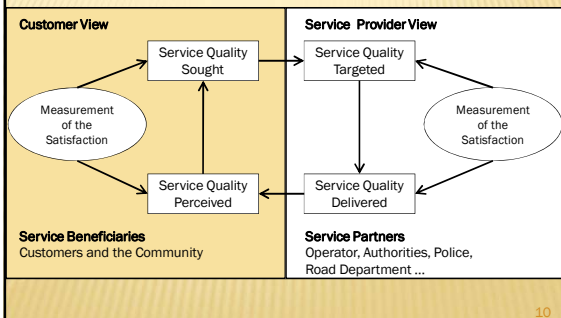 Customer View
Service Quality
Sought
Measurement
of the
Satisfaction
Service Quality
Perceived
Service Beneficiaries
Customers and the Community
Service Provider View
Service Quality
Targeted
Measurement
of the
Satisfaction
Service Quality
Delivered
Service Partners
Operator, Authorities, Police,
Road Department ...
10